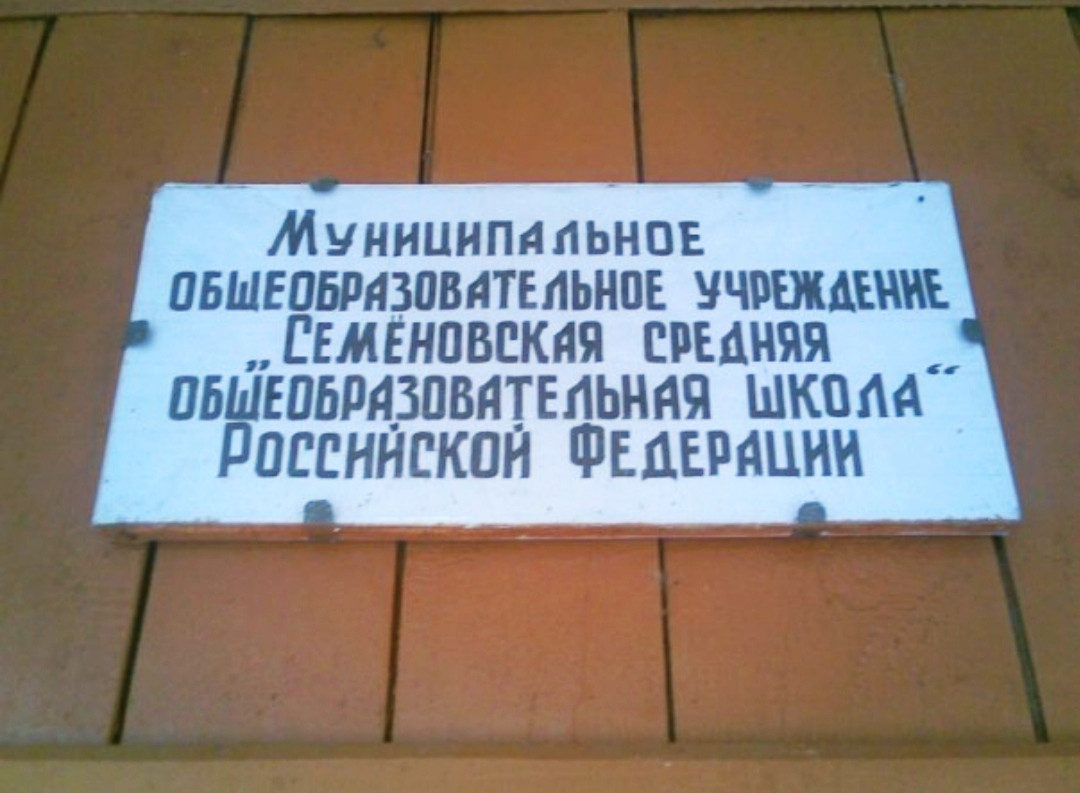 Муниципальное
общеобразовательное учреждение
„Семёновская средняя
общеобразовательная школа“
Российской Федерации